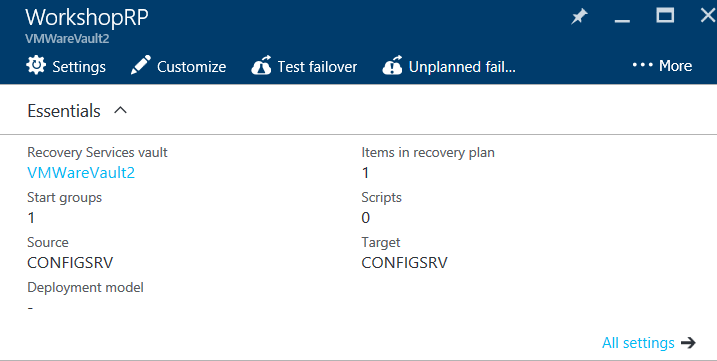 WorkshopRP
VMWareVault2
Settings Customize Test failover Unplanned fail... ··· More
Essentials
Recovery Services vault Items in recovery plan
VMWareVault2 1
Start groups Scripts
1 0
Source Target
CONFIGSRV CONFIGSRV
Deployment model
-
All settings